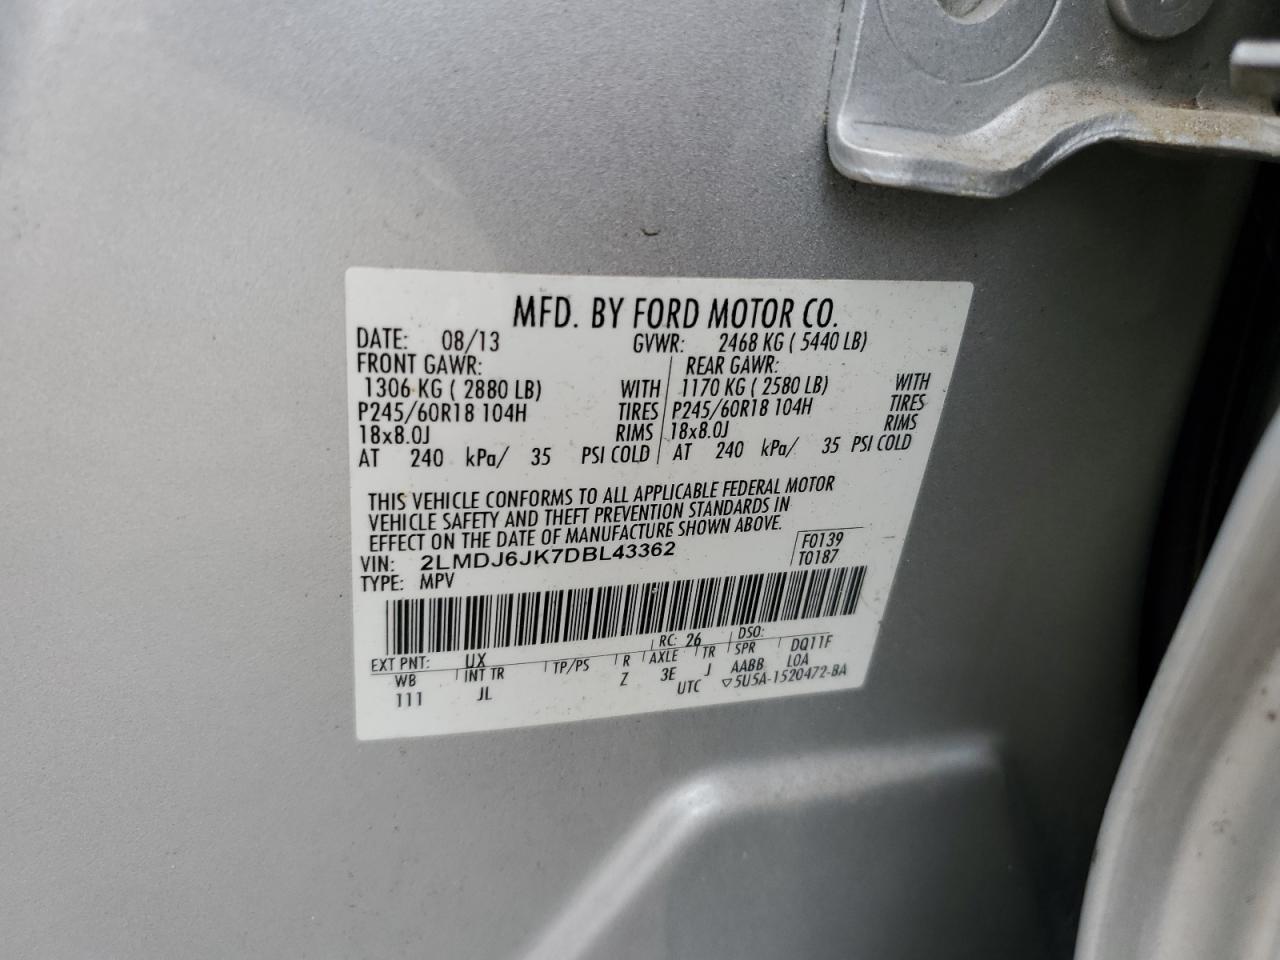 MFD. BY FORD MOTOR CO.
DATE: 08/13 GVWR: 2468 KG ( 5440 LB)
FRONT GAWR: REAR GAWR:
1306 KG ( 2880 LB) WITH 1170 KG ( 2580 LB) WITH
P245/60R18 104H TIRES P245/60R18 104H TIRES
18x8.0J RIMS 18x8.0J RIMS
AT 240 kPa/ 35 PSI COLD AT 240 kPa/ 35 PSI COLD
THIS VEHICLE CONFORMS TO ALL APPLICABLE FEDERAL MOTOR
VEHICLE SAFETY AND THEFT PREVENTION STANDARDS IN
EFFECT ON THE DATE OF MANUFACTURE SHOWN ABOVE.
VIN: 2LMDJ6JK7DBL43362 F0139
TYPE: MPV T0187
EXT PNT: UX RC: 26 DSO:
WB INT TR TP/PS R AXLE TR SPR DQ11F
111 JL Z 3E J AABB LOA
UTC ▽5U5A-1520472-BA